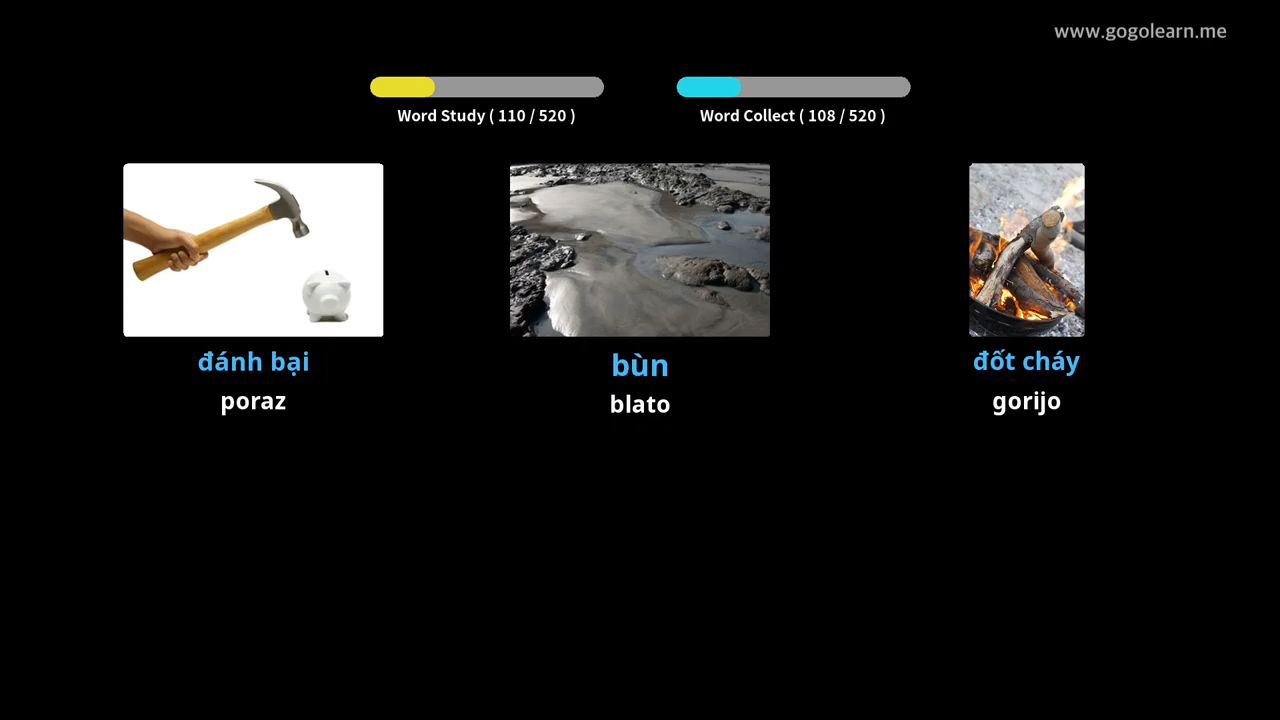 www.gogolearn.me
Word Study ( 110 / 520 )
Word Collect ( 108 / 520 )
đánh bại
poraz
bùn
blato
đốt cháy
gorijo